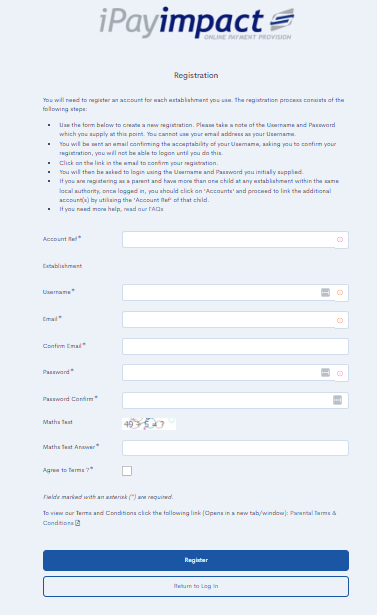 iPayimpact
ONLINE PAYMENT PROVISION
Registration
You will need to register an account for each establishment you use. The registration process consists of the
following steps:
• Use the form below to create a new registration. Please take a note of the Username and Password
which you supply at this point. You cannot use your email address as your Username.
• You will be sent an email confirming the acceptability of your Username, asking you to confirm your
registration, you will not be able to logon until you do this.
• Click on the link in the email to confirm your registration.
• You will then be asked to login using the Username and Password you initially supplied.
• If you are registering as a parent and have more than one child at any establishment within the same
local authority, once logged in, you should click on 'Accounts' and proceed to link the additional
account(s) by utilising the 'Account Ref' of that child.
• If you need more help, read our FAQs
Account Ref*
Establishment
Username*
Email*
Confirm Email*
Password*
Password Confirm*
Maths Test
Maths Test Answer*
Agree to Terms ?*
Fields marked with an asterisk (*) are required.
To view our Terms and Conditions click the following link (Opens in a new tab/window): Parental Terms &
Conditions
Register
Return to Log In